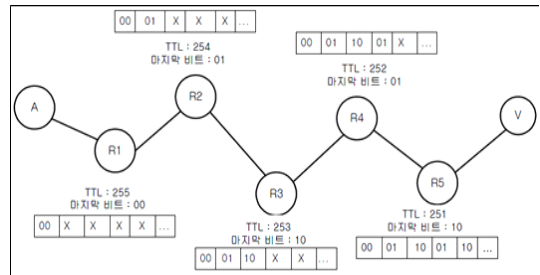 00 01 X X X ...
TTL : 254
마지막 비트 : 01
00 01 10 01 X ...
TTL : 252
마지막 비트 : 01
A
R1
R2
R3
R4
R5
V
TTL : 255
마지막 비트 : 00
00 X X X X ...
TTL : 253
마지막 비트 : 10
00 01 10 X X ...
TTL : 251
마지막 비트 : 10
00 01 10 01 10 ...